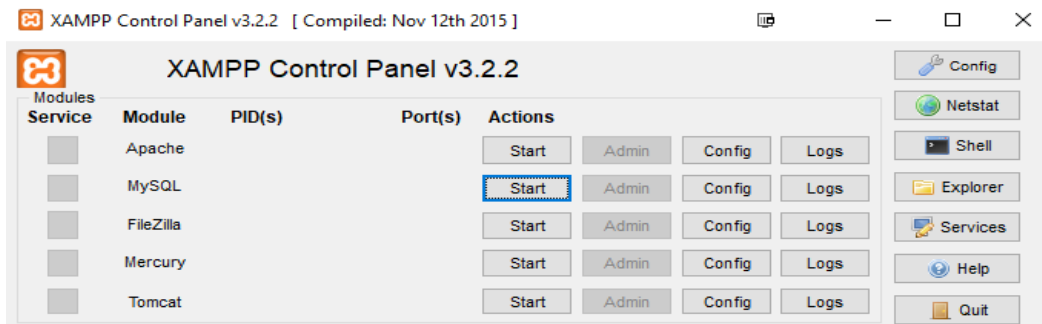 XAMPP Control Panel v3.2.2 [ Compiled: Nov 12th 2015 ]
XAMPP Control Panel v3.2.2
Config
Modules
Service Module PID(s) Port(s) Actions
Netstat
Apache Start Admin Config Logs
Shell
MySQL Start Admin Config Logs
Explorer
FileZilla Start Admin Config Logs
Services
Mercury Start Admin Config Logs
Help
Tomcat Start Admin Config Logs
Quit